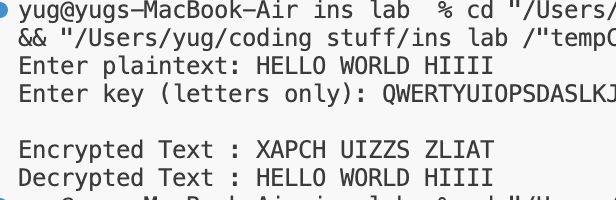 yug@yugs-MacBook-Air ins lab % cd "/Users/
&& "/Users/yug/coding stuff/ins lab /"tempC
Enter plaintext: HELLO WORLD HIIII
Enter key (letters only): QWERTYUIOPSDASLKJ

Encrypted Text : XAPCH UIZZS ZLIAT
Decrypted Text : HELLO WORLD HIIII